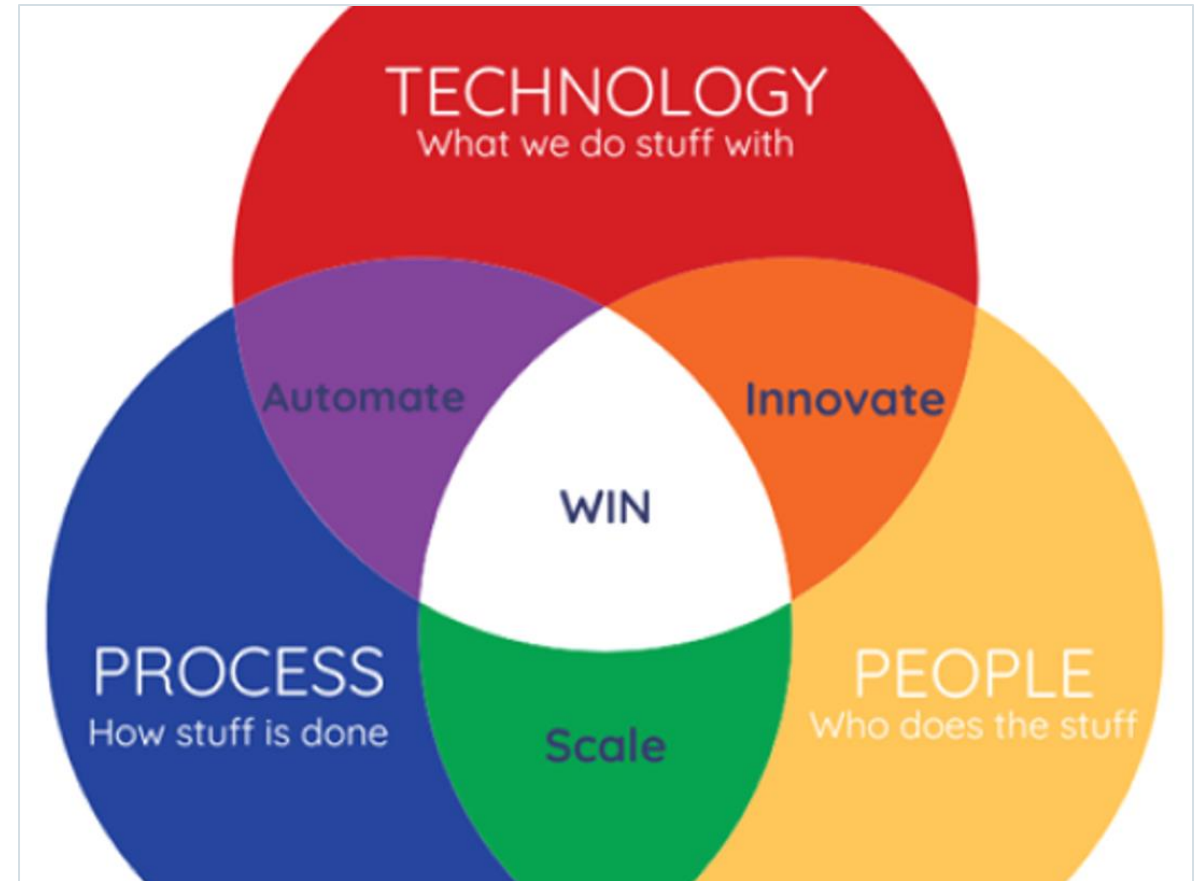 TECHNOLOGY
What we do stuff with
Automate
Innovate
WIN
PROCESS
How stuff is done
PEOPLE
Who does the stuff
Scale